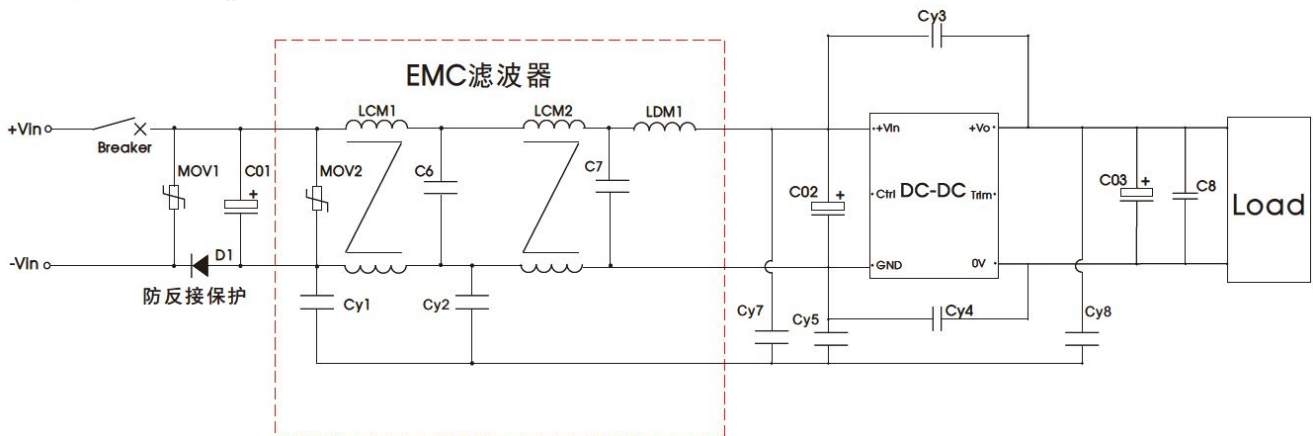 Cy3
EMC滤波器
LCM1
LCM2
LDM1
+Vin
Breaker
+Vin
+Vo
MOV1
C01
+
MOV2
C6
C7
C02
+
Ctrl
DC-DC
Trim
C03
+
C8
Load
-Vin
D1
GND
0V
防反接保护
Cy1
Cy2
Cy7
Cy5
Cy4
Cy8